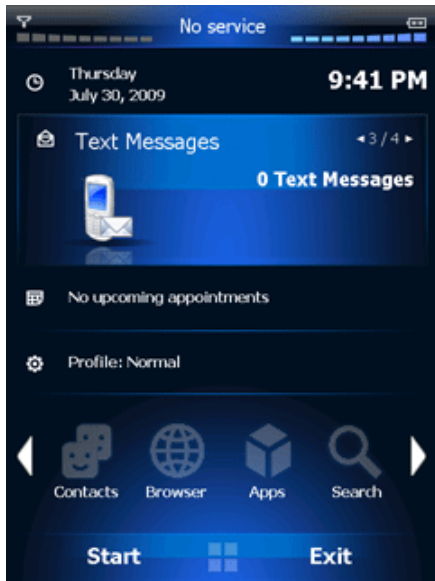 No service
Thursday
July 30, 2009
9:41 PM
Text Messages
3/4
0 Text Messages
No upcoming appointments
Profile: Normal
Contacts Browser Apps Search
Start Exit